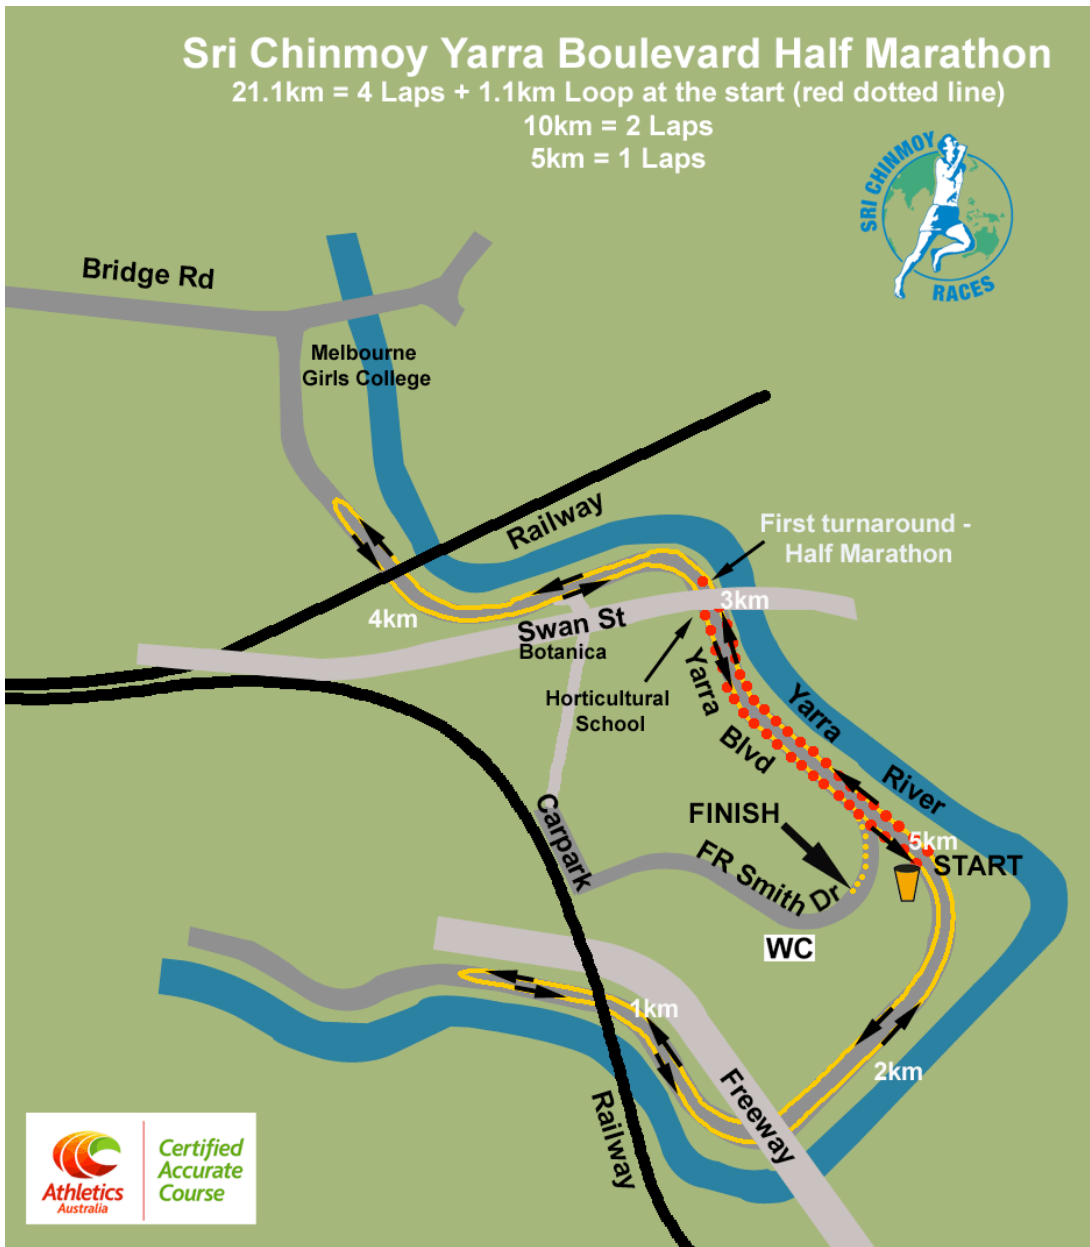 Sri Chinmoy Yarra Boulevard Half Marathon
21.1km = 4 Laps + 1.1km Loop at the start (red dotted line)
10km = 2 Laps
5km = 1 Laps
SRI CHINMOY
RACES
Bridge Rd
Melbourne
Girls College
Railway
First turnaround -
Half Marathon
3km
4km
Swan St
Botanica
Horticultural
School
Yarra
Blvd
Yarra
River
FINISH
Carpark
FR Smith Dr
5km
START
WC
1km
2km
Freeway
Railway
Athletics
Australia
Certified
Accurate
Course